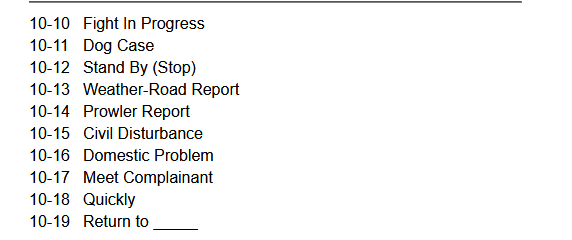 10-10 Fight In Progress
10-11 Dog Case
10-12 Stand By (Stop)
10-13 Weather-Road Report
10-14 Prowler Report
10-15 Civil Disturbance
10-16 Domestic Problem
10-17 Meet Complainant
10-18 Quickly
10-19 Return to _____